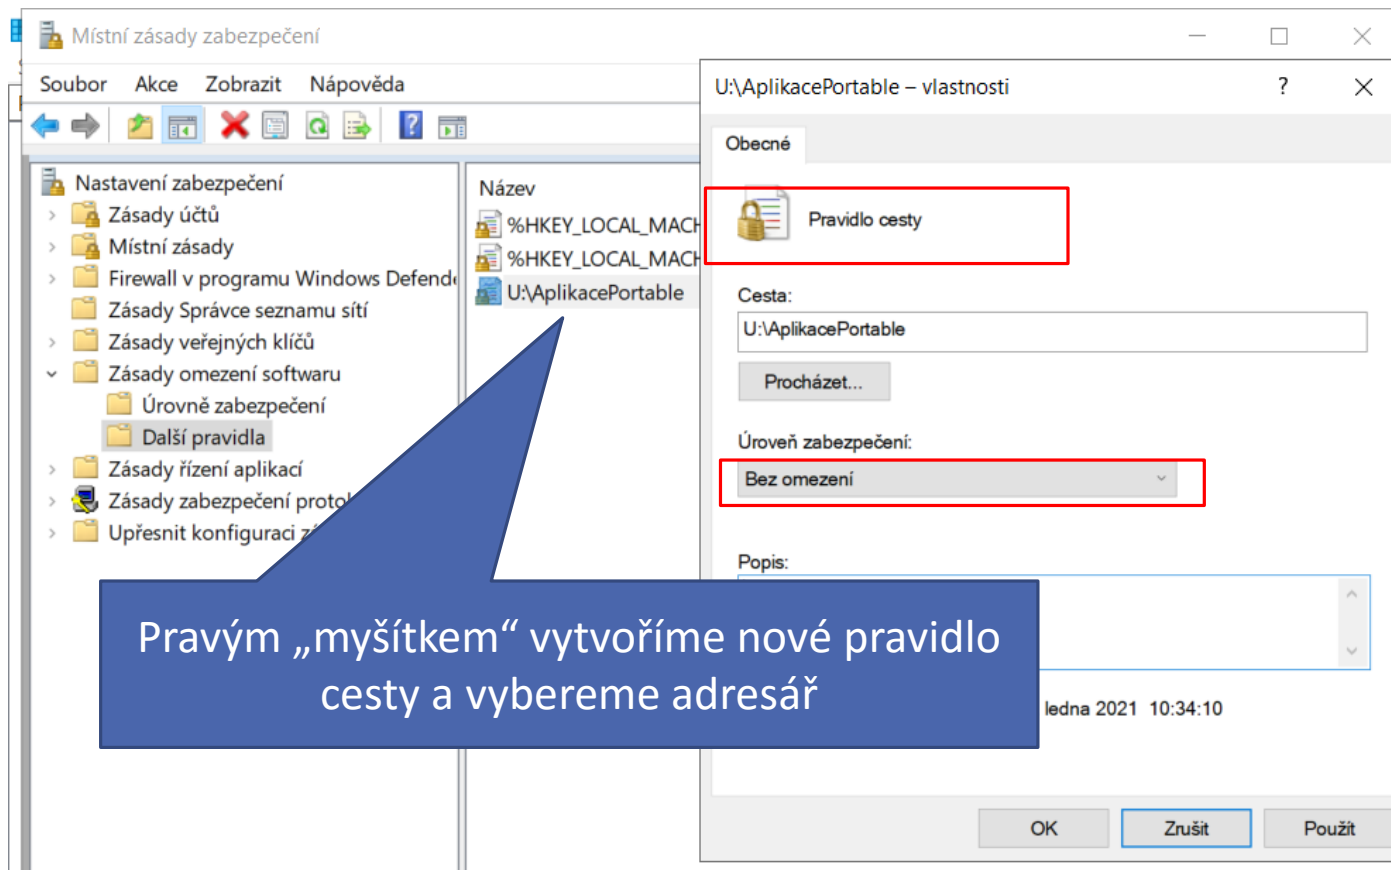 Místní zásady zabezpečení
Soubor Akce Zobrazit Nápověda
Nastavení zabezpečení
Zásady účtů
Místní zásady
Firewall v programu Windows Defende
Zásady Správce seznamu sítí
Zásady veřejných klíčů
Zásady omezení softwaru
Úrovně zabezpečení
Další pravidla
Zásady řízení aplikací
Zásady zabezpečení protok
Upřesnit konfiguraci
Název
%HKEY_LOCAL_MACH
%HKEY_LOCAL_MACH
U:\AplikacePortable
U:\AplikacePortable – vlastnosti
Obecné
Pravidlo cesty
Cesta:
U:\AplikacePortable
Procházet...
Úroveň zabezpečení:
Bez omezení
Popis:
ledna 2021 10:34:10
OK Zrušit Použít
Pravým „myšítkem“ vytvoříme nové pravidlo
cesty a vybereme adresář